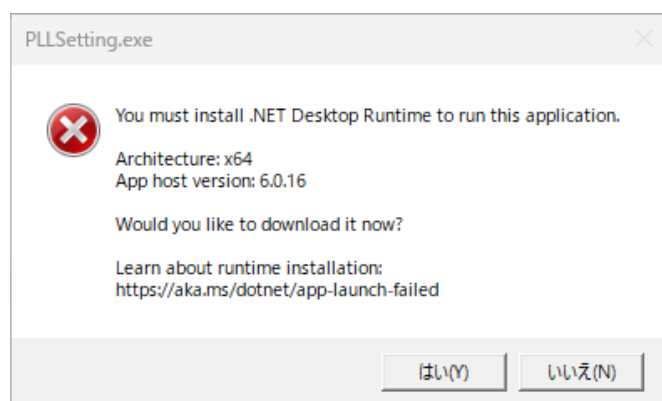 PLLSetting.exe
You must install .NET Desktop Runtime to run this application.
Architecture: x64
App host version: 6.0.16
Would you like to download it now?
Learn about runtime installation:
https://aka.ms/dotnet/app-launch-failed
はい(Y)
いいえ(N)